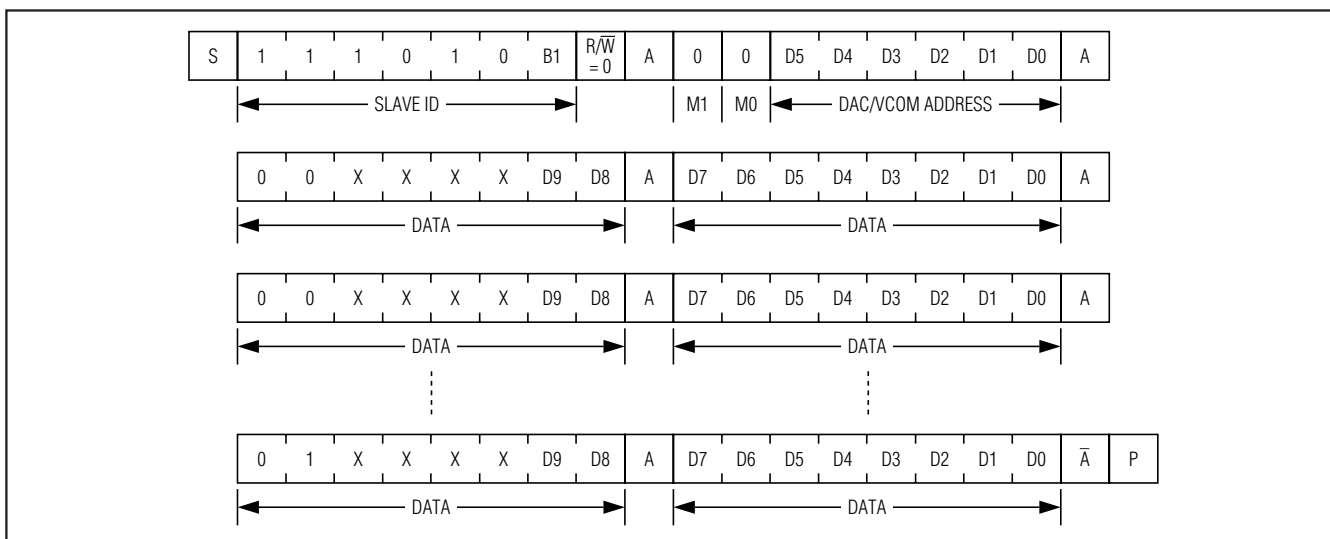 S 1 1 1 0 1 0 B1 R/W̅ = 0 A 0 0 D5 D4 D3 D2 D1 D0 A
SLAVE ID M1 M0 DAC/VCOM ADDRESS
0 0 X X X X D9 D8 A D7 D6 D5 D4 D3 D2 D1 D0 A
DATA DATA
0 0 X X X X D9 D8 A D7 D6 D5 D4 D3 D2 D1 D0 A
DATA DATA
0 1 X X X X D9 D8 A D7 D6 D5 D4 D3 D2 D1 D0 A̅ P
DATA DATA